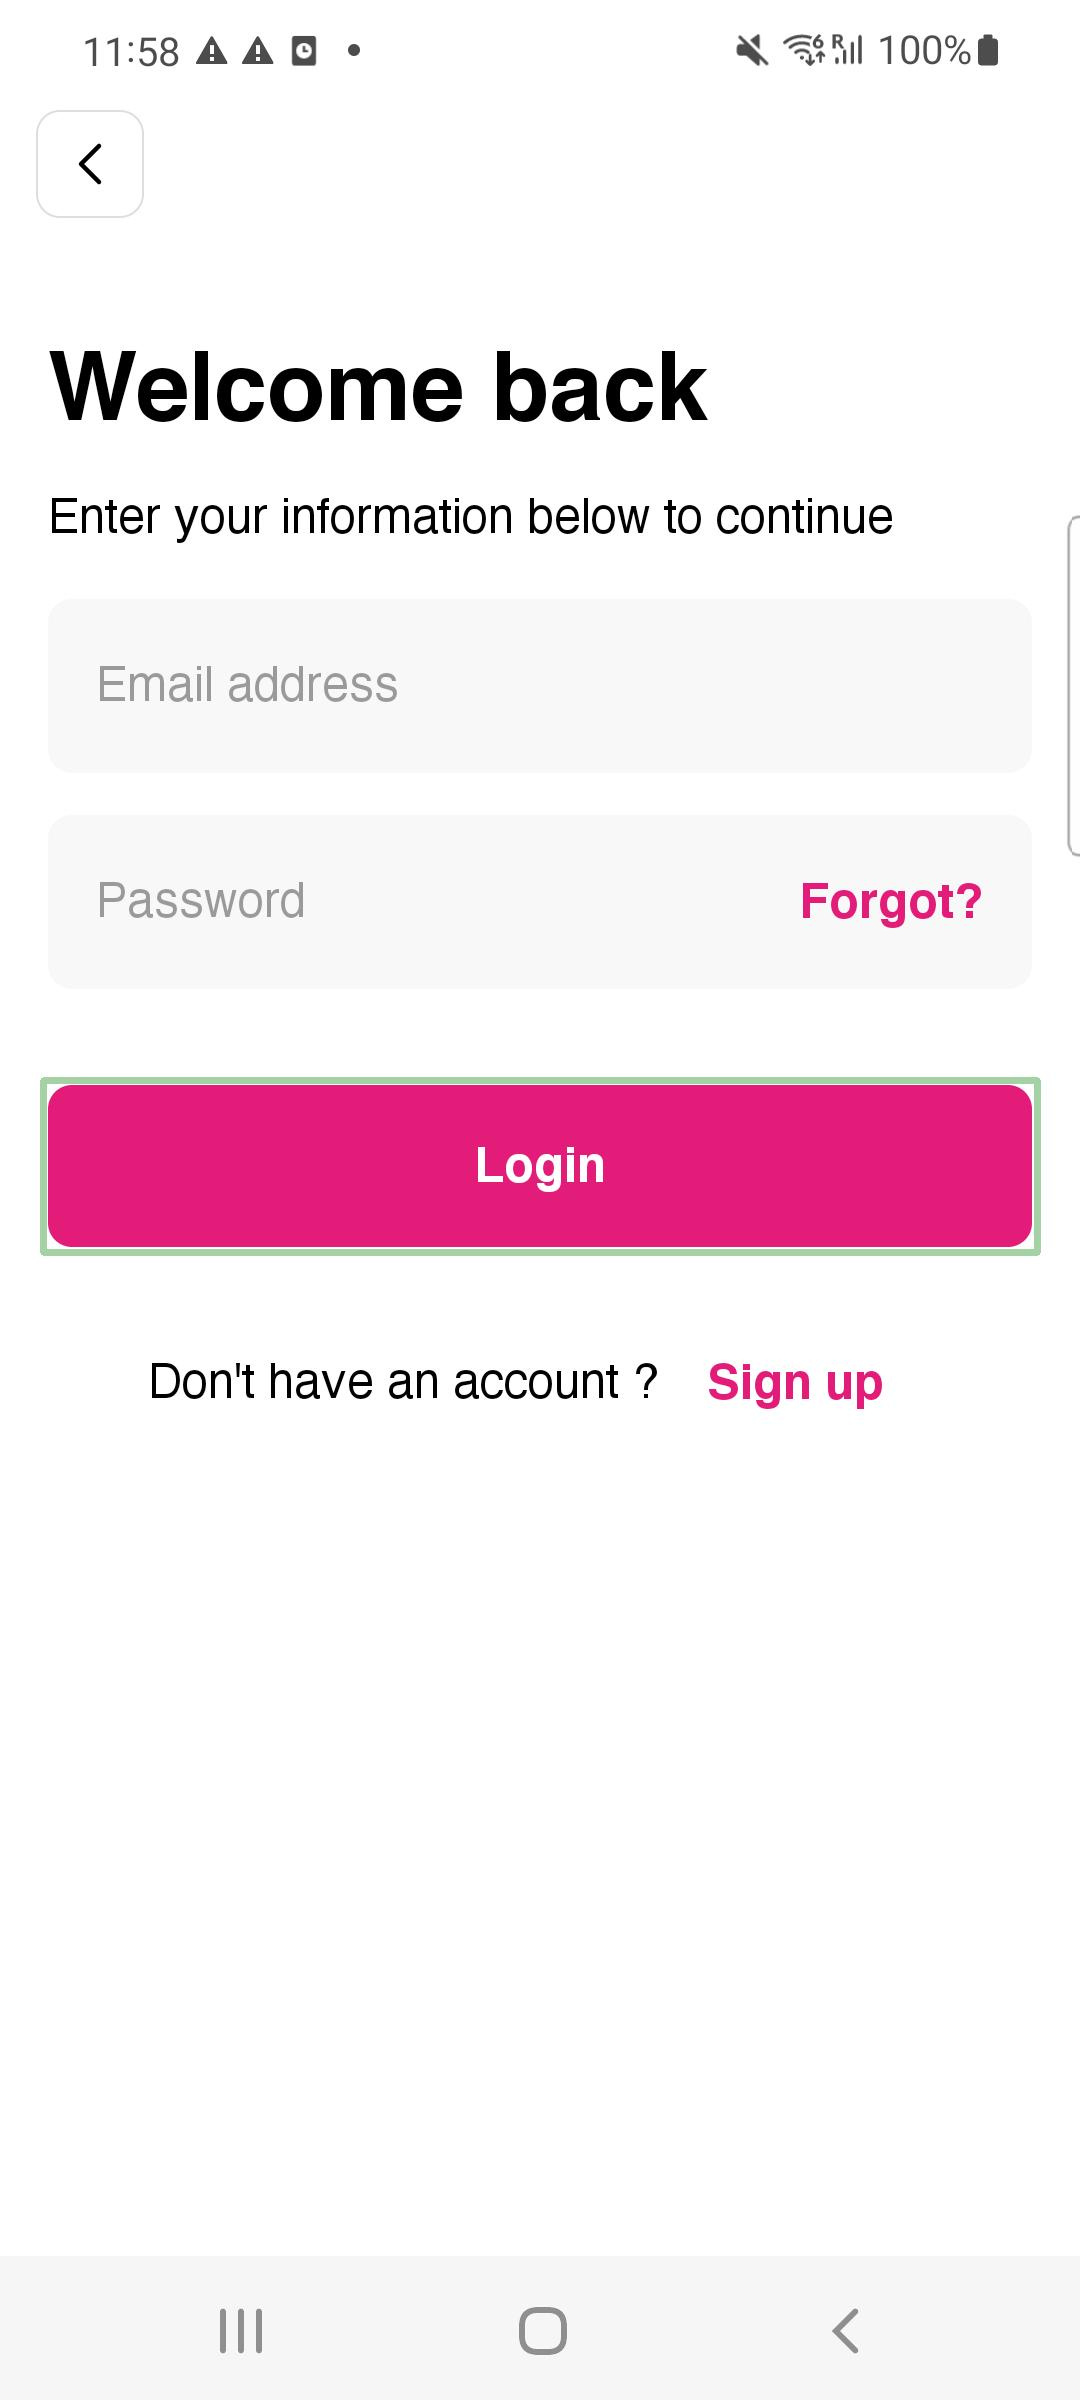 11:58 100%
Welcome back
Enter your information below to continue
Email address
Password Forgot?
Login
Don't have an account ? Sign up